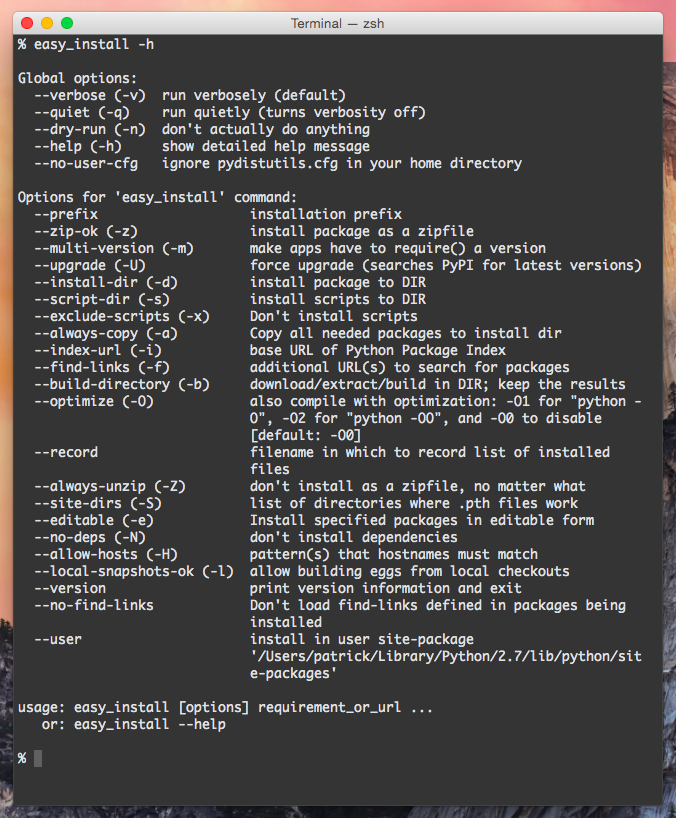 Terminal — zsh
% easy_install -h
Global options:
--verbose (-v)  run verbosely (default)
--quiet (-q)    run quietly (turns verbosity off)
--dry-run (-n)  don't actually do anything
--help (-h)     show detailed help message
--no-user-cfg   ignore pydistutils.cfg in your home directory
Options for 'easy_install' command:
--prefix                   installation prefix
--zip-ok (-z)              install package as a zipfile
--multi-version (-m)       make apps have to require() a version
--upgrade (-U)             force upgrade (searches PyPI for latest versions)
--install-dir (-d)         install package to DIR
--script-dir (-s)          install scripts to DIR
--exclude-scripts (-x)     Don't install scripts
--always-copy (-a)         Copy all needed packages to install dir
--index-url (-i)           base URL of Python Package Index
--find-links (-f)          additional URL(s) to search for packages
--build-directory (-b)     download/extract/build in DIR; keep the results
--optimize (-O)            also compile with optimization: -O1 for "python -
O", -O2 for "python -OO", and -O0 to disable
[default: -O0]
--record                   filename in which to record list of installed
files
--always-unzip (-Z)        don't install as a zipfile, no matter what
--site-dirs (-S)           list of directories where .pth files work
--editable (-e)            Install specified packages in editable form
--no-deps (-N)             don't install dependencies
--allow-hosts (-H)         pattern(s) that hostnames must match
--local-snapshots-ok (-l)  allow building eggs from local checkouts
--version                  print version information and exit
--no-find-links            Don't load find-links defined in packages being
installed
--user                     install in user site-package
'/Users/patrick/Library/Python/2.7/lib/python/sit
e-packages'
usage: easy_install [options] requirement_or_url ...
or: easy_install --help
%